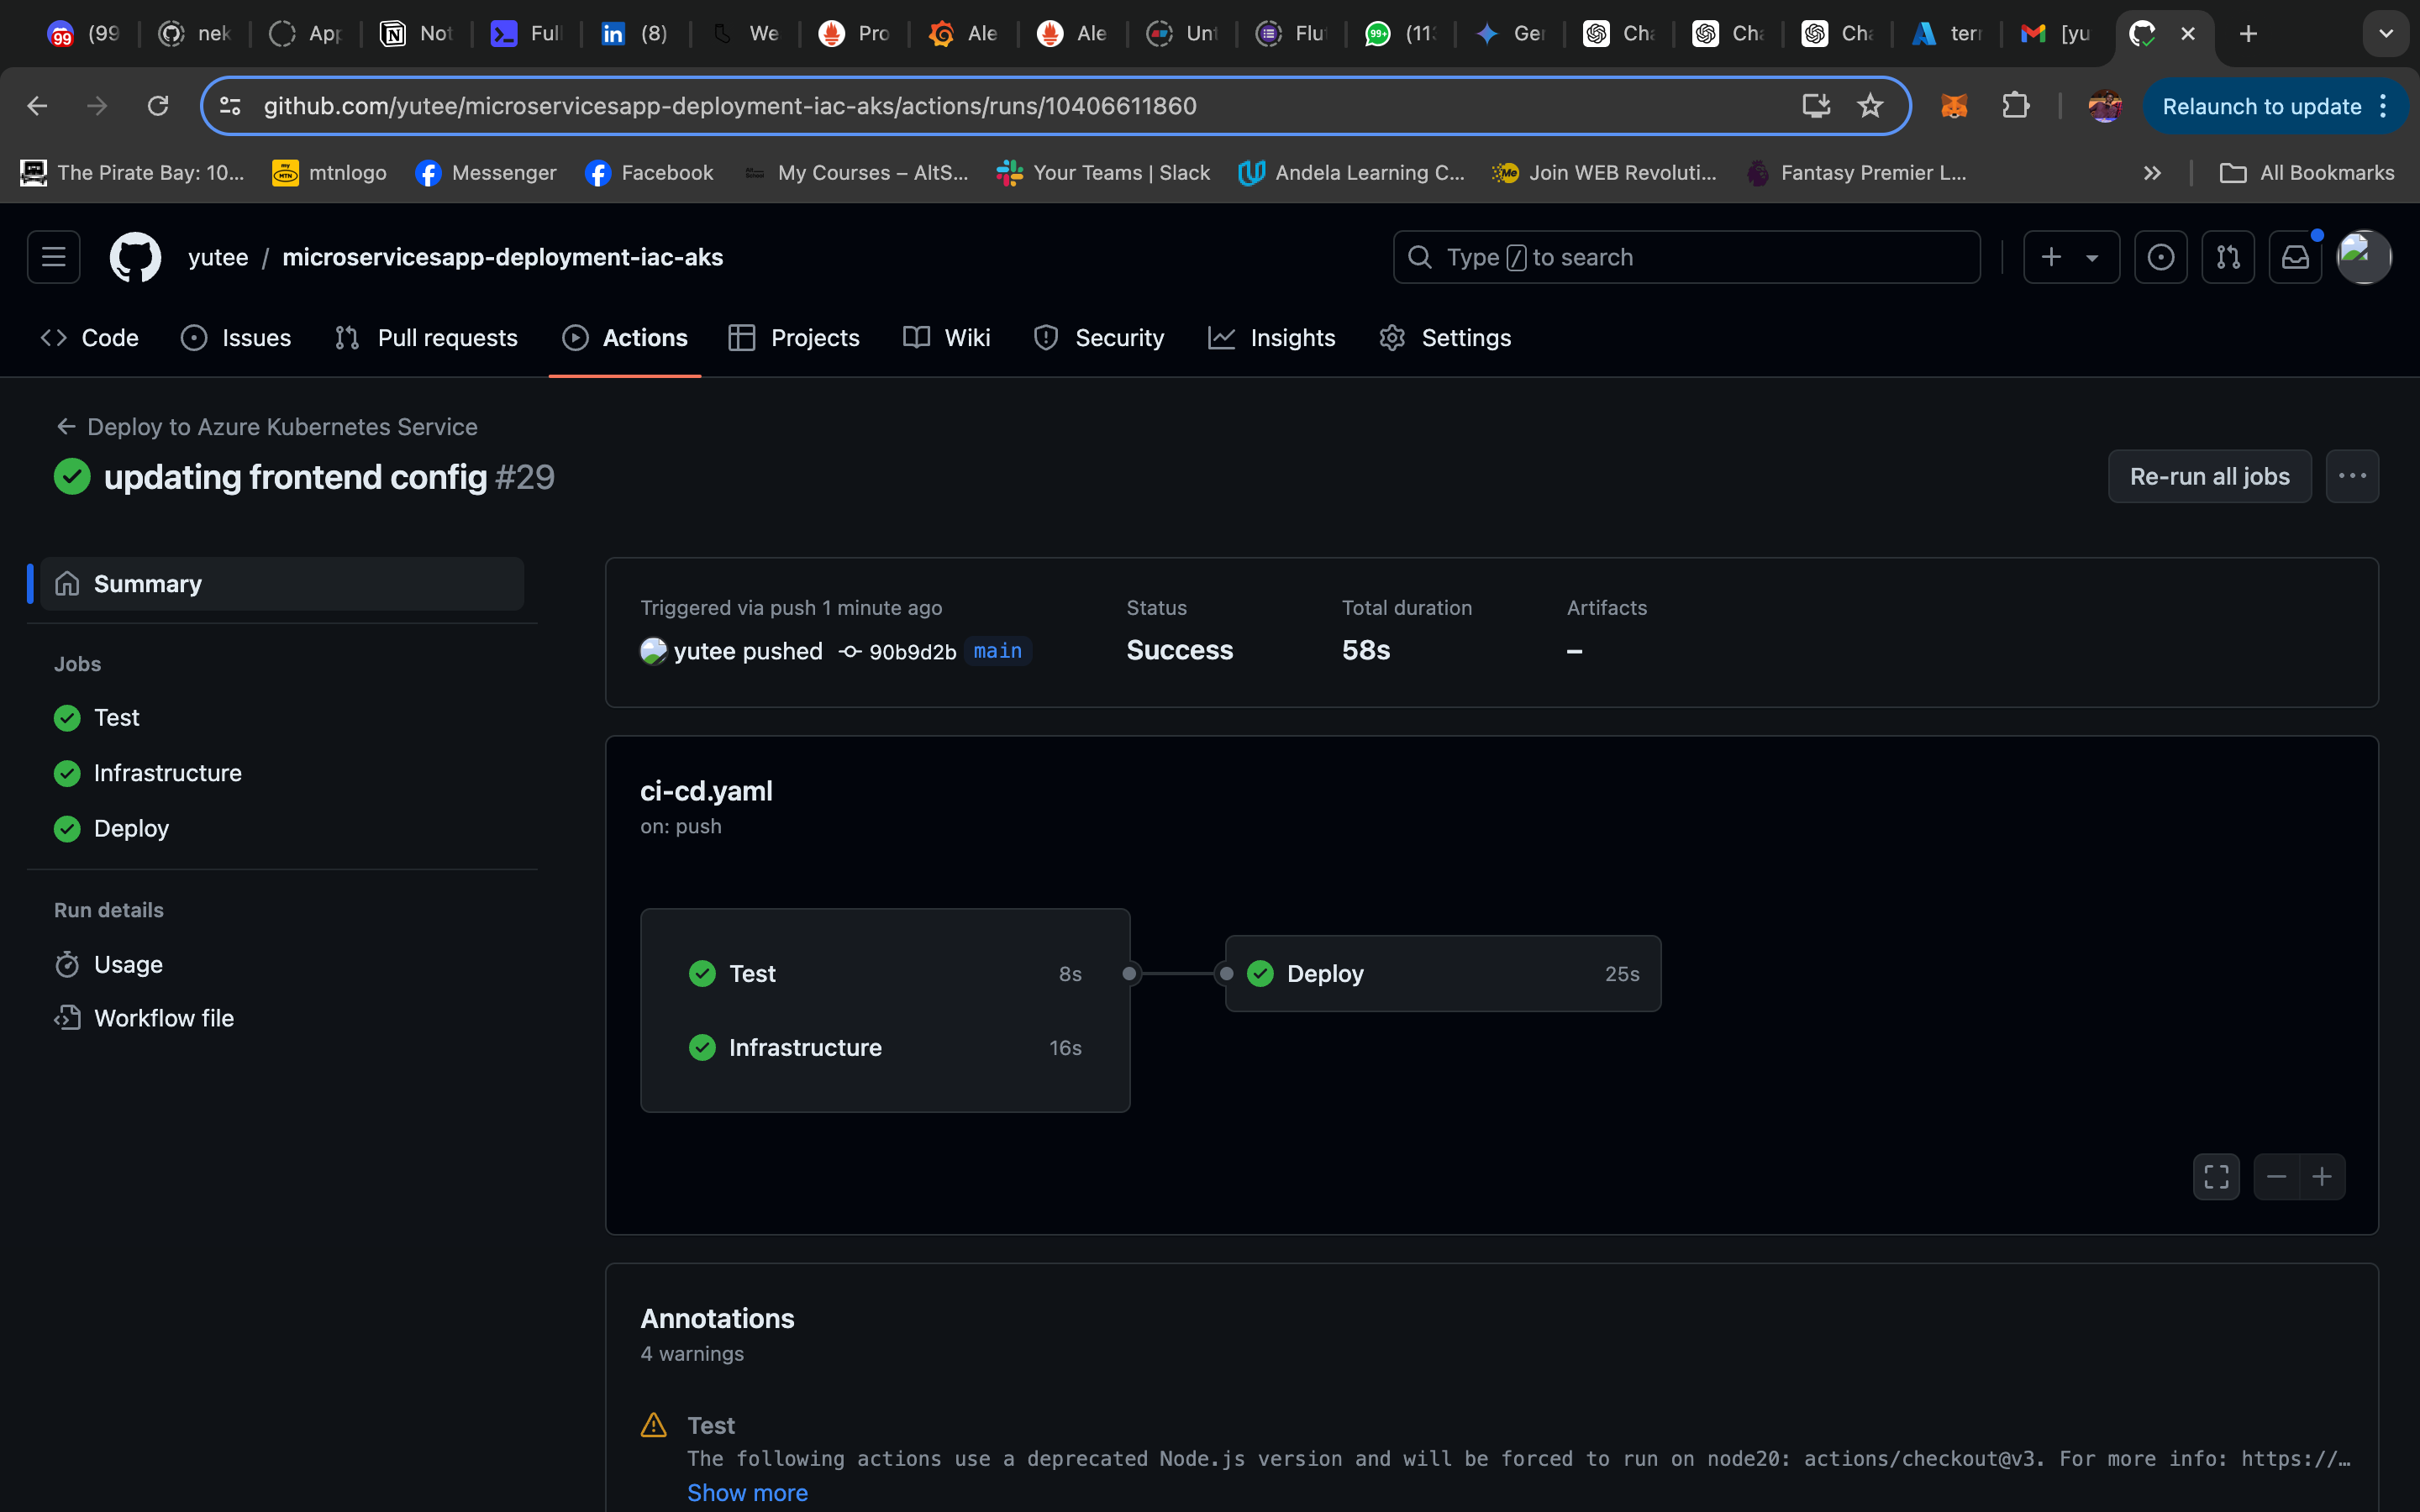 99 (99 nek App Not Full (8) We Pro Ale Ale Unt Flut 99+ (113 Ger Cha Cha Cha terr [yu
github.com/yutee/microservicesapp-deployment-iac-aks/actions/runs/10406611860 Relaunch to update
The Pirate Bay: 10... mtnlogo Messenger Facebook My Courses – AltS... Your Teams | Slack Andela Learning C... Join WEB Revoluti... Fantasy Premier L... All Bookmarks
yutee / microservicesapp-deployment-iac-aks Type / to search
Code Issues Pull requests Actions Projects Wiki Security Insights Settings
Deploy to Azure Kubernetes Service
updating frontend config #29
Re-run all jobs
Summary
Jobs
Test
Infrastructure
Deploy
Run details
Usage
Workflow file
Triggered via push 1 minute ago Status Total duration Artifacts
yutee pushed 90b9d2b main Success 58s –
ci-cd.yaml
on: push
Test 8s
Infrastructure 16s
Deploy 25s
Annotations
4 warnings
Test
The following actions use a deprecated Node.js version and will be forced to run on node20: actions/checkout@v3. For more info: https://…
Show more